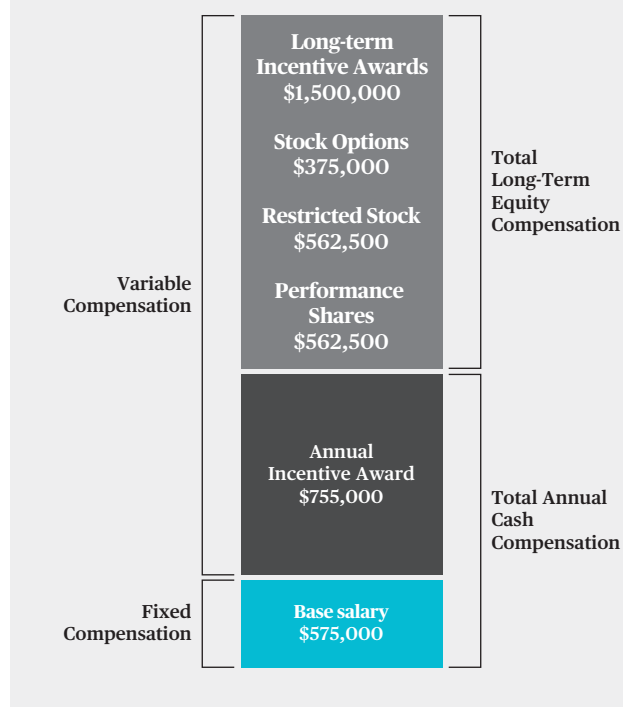 Long-term
Incentive Awards
$1,500,000
Stock Options
$375,000
Restricted Stock
$562,500
Performance
Shares
$562,500
Total
Long-Term
Equity
Compensation
Variable
Compensation
Annual
Incentive Award
$755,000
Total Annual
Cash
Compensation
Fixed
Compensation
Base salary
$575,000